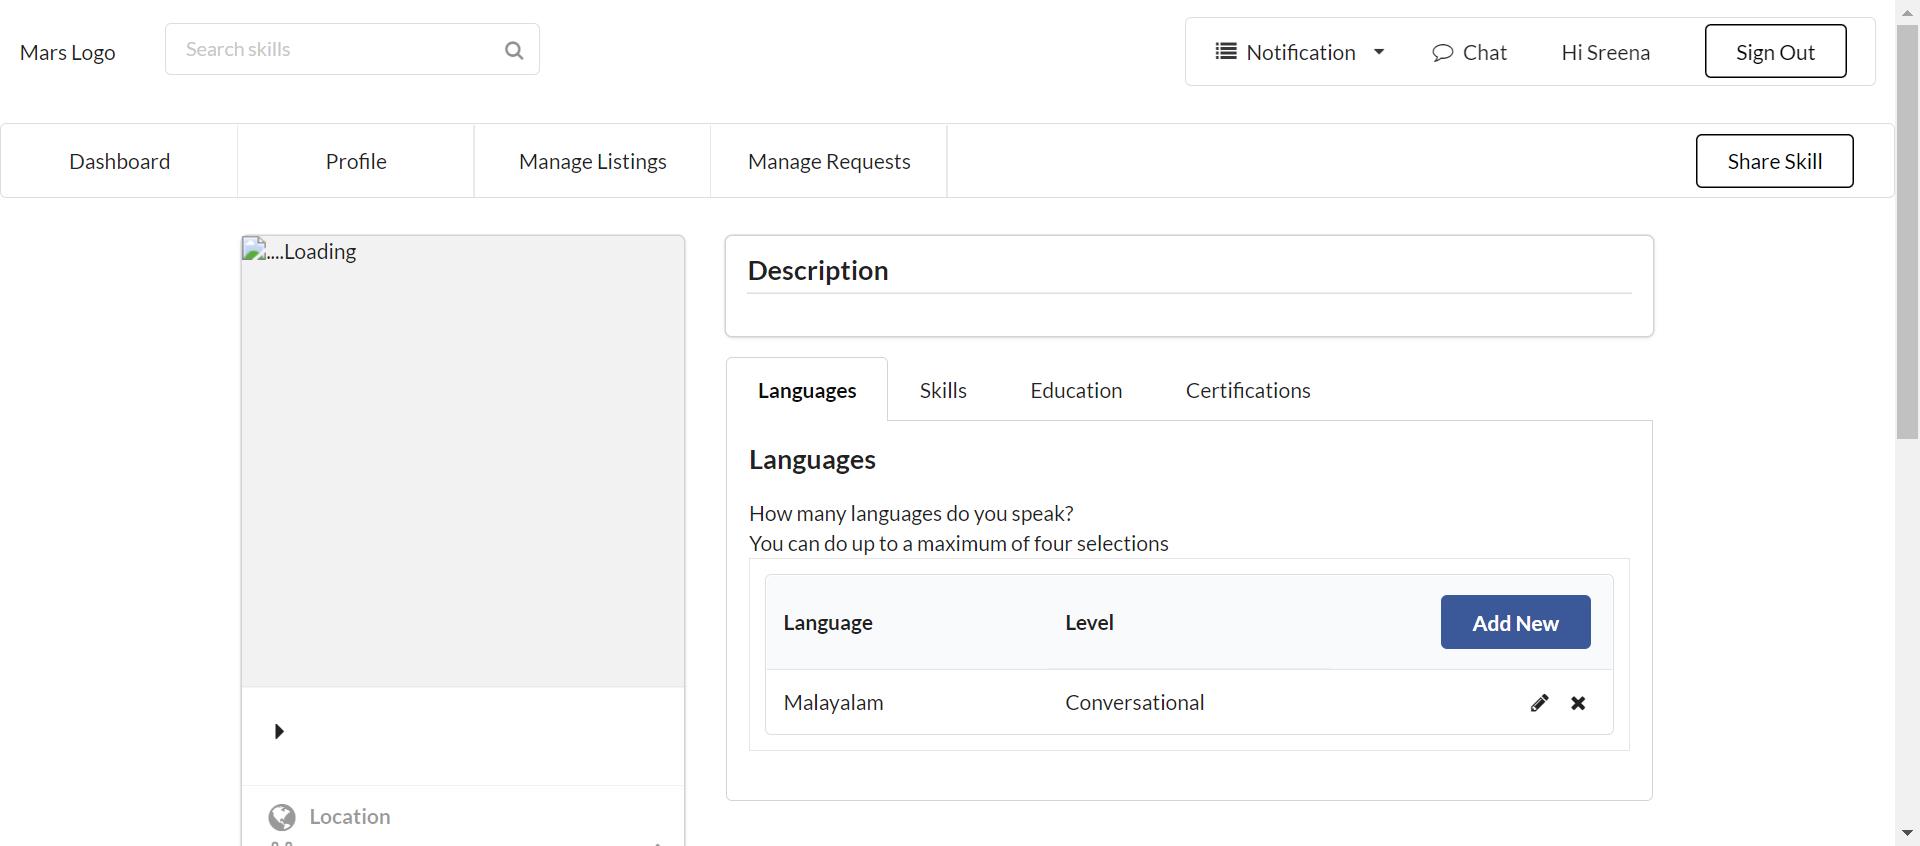 Mars Logo
Search skills
Notification
Chat
Hi Sreena
Sign Out
Dashboard
Profile
Manage Listings
Manage Requests
Share Skill
....Loading
Description
Languages
Skills
Education
Certifications
Languages
How many languages do you speak?
You can do up to a maximum of four selections
Language
Level
Add New
Malayalam
Conversational
Location